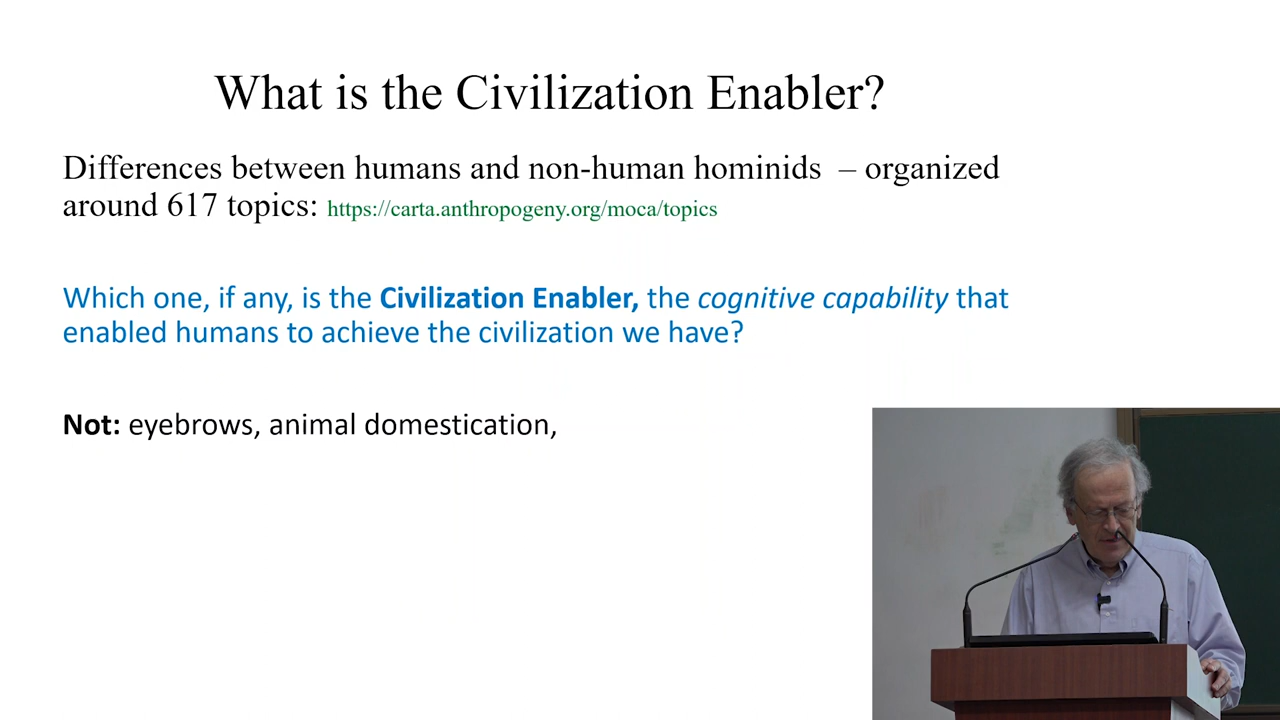 What is the Civilization Enabler?
Differences between humans and non-human hominids – organized
around 617 topics: https://carta.anthropogeny.org/moca/topics
Which one, if any, is the Civilization Enabler, the cognitive capability that
enabled humans to achieve the civilization we have?
Not: eyebrows, animal domestication,